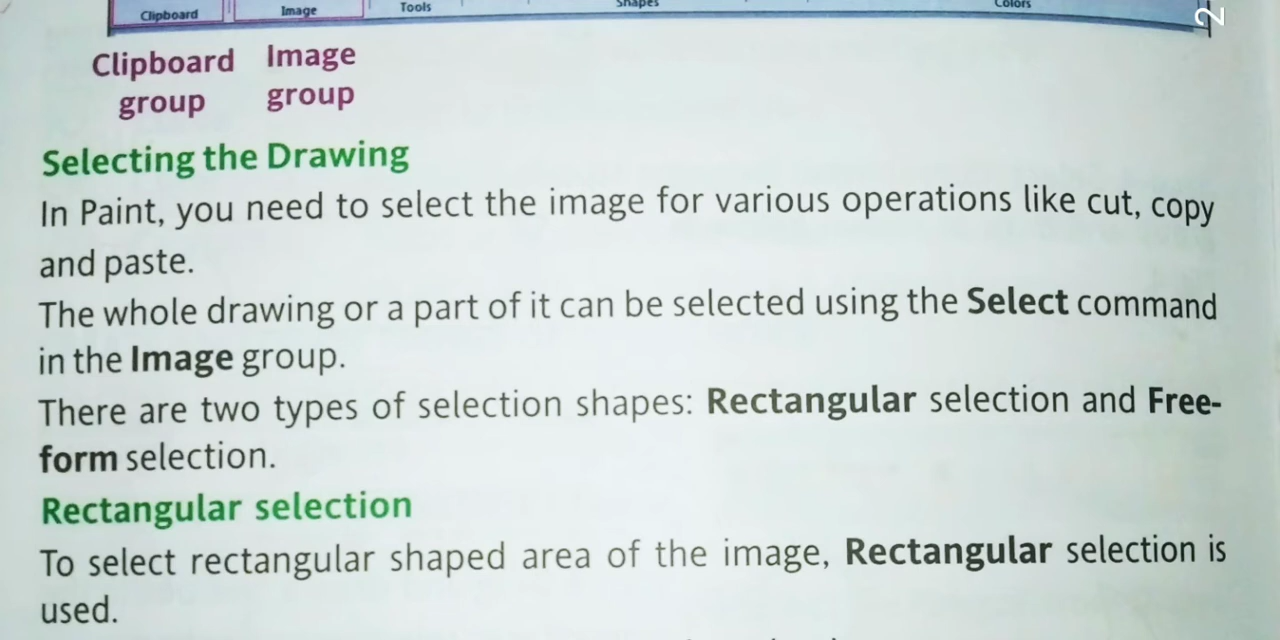 Clipboard Image Tools Shapes Colors
2
Clipboard Image
group group
Selecting the Drawing
In Paint, you need to select the image for various operations like cut, copy
and paste.
The whole drawing or a part of it can be selected using the Select command
in the Image group.
There are two types of selection shapes: Rectangular selection and Free-
form selection.
Rectangular selection
To select rectangular shaped area of the image, Rectangular selection is
used.